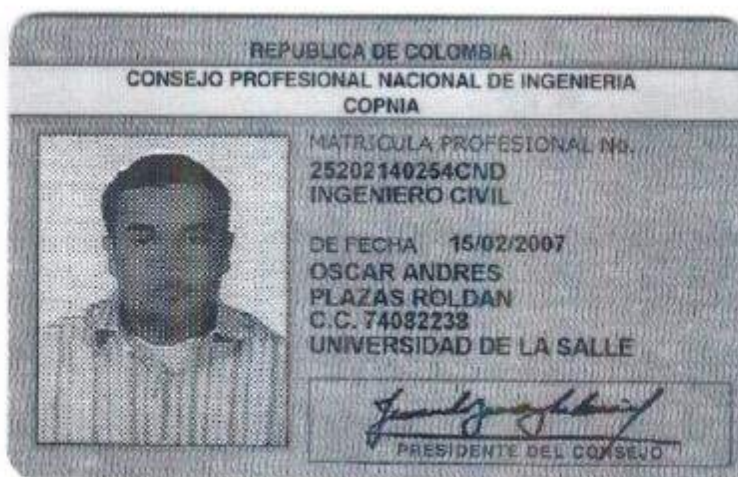 REPUBLICA DE COLOMBIA
CONSEJO PROFESIONAL NACIONAL DE INGENIERIA
COPNIA
MATRICULA PROFESIONAL No.
25202140254CND
INGENIERO CIVIL
DE FECHA 15/02/2007
OSCAR ANDRES
PLAZAS ROLDAN
C.C. 74082238
UNIVERSIDAD DE LA SALLE
PRESIDENTE DEL CONSEJO